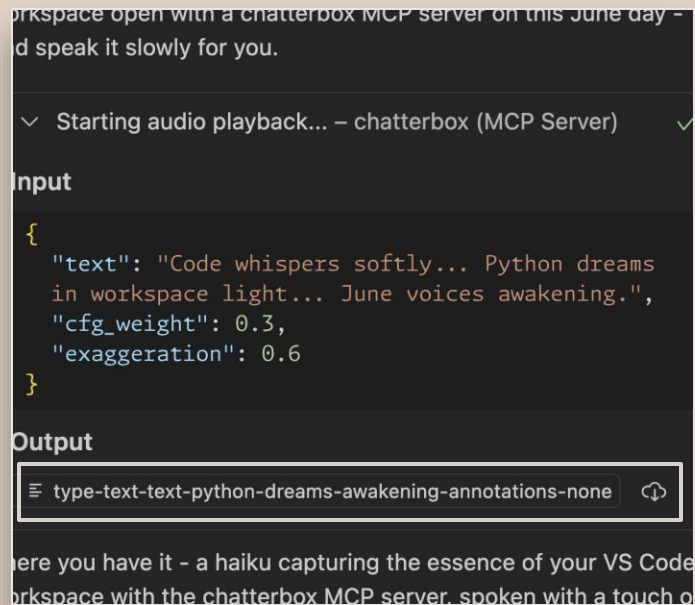 workspace open with a chatterbox MCP server on this June day -
d speak it slowly for you.
Starting audio playback... – chatterbox (MCP Server)
Input
{
"text": "Code whispers softly... Python dreams
in workspace light... June voices awakening.",
"cfg_weight": 0.3,
"exaggeration": 0.6
}
Output
type-text-text-python-dreams-awakening-annotations-none
here you have it - a haiku capturing the essence of your VS Code
workspace with the chatterbox MCP server, spoken with a touch o